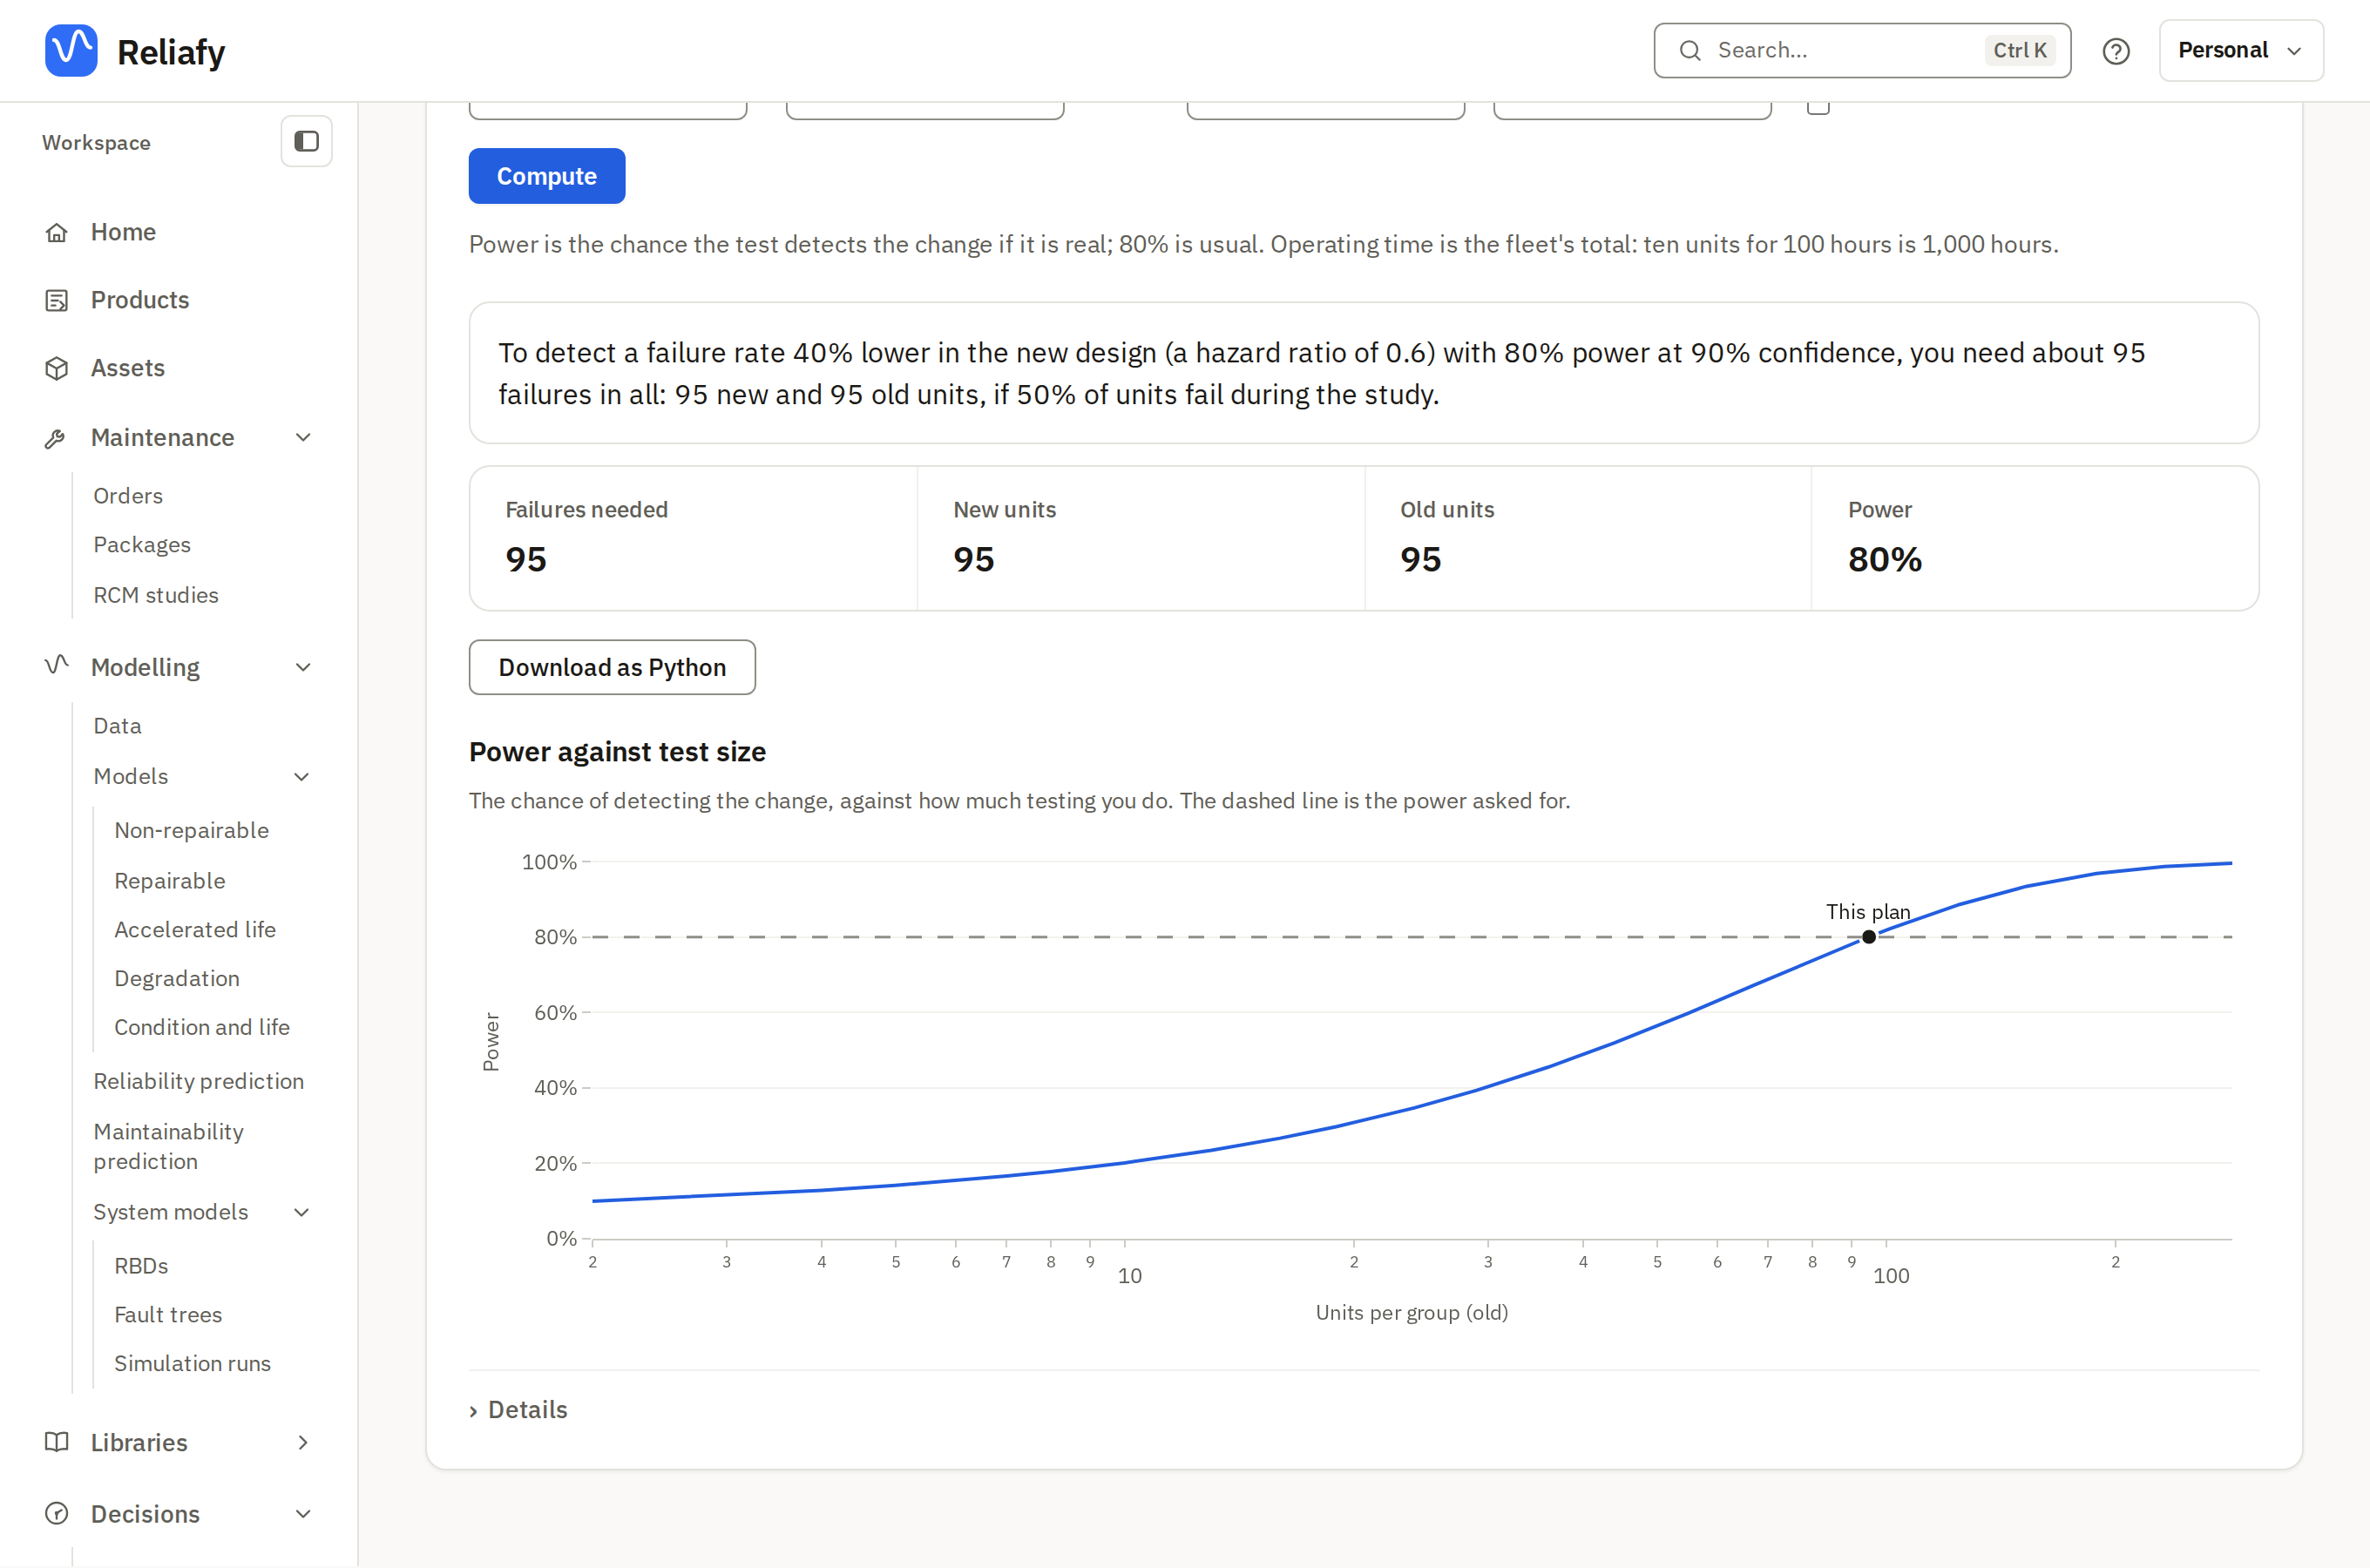 Reliafy
Search...
Ctrl K
Personal
Workspace
Home
Products
Assets
Maintenance
Orders
Packages
RCM studies
Modelling
Data
Models
Non-repairable
Repairable
Accelerated life
Degradation
Condition and life
Reliability prediction
Maintainability
prediction
System models
RBDs
Fault trees
Simulation runs
Libraries
Decisions
Compute
Power is the chance the test detects the change if it is real; 80% is usual. Operating time is the fleet's total: ten units for 100 hours is 1,000 hours.
To detect a failure rate 40% lower in the new design (a hazard ratio of 0.6) with 80% power at 90% confidence, you need about 95
failures in all: 95 new and 95 old units, if 50% of units fail during the study.
Failures needed
95
New units
95
Old units
95
Power
80%
Download as Python
Power against test size
The chance of detecting the change, against how much testing you do. The dashed line is the power asked for.
100%
80%
60%
40%
20%
0%
Power
This plan
2 3 4 5 6 7 8 9 10 2 3 4 5 6 7 8 9 100 2
Units per group (old)
› Details